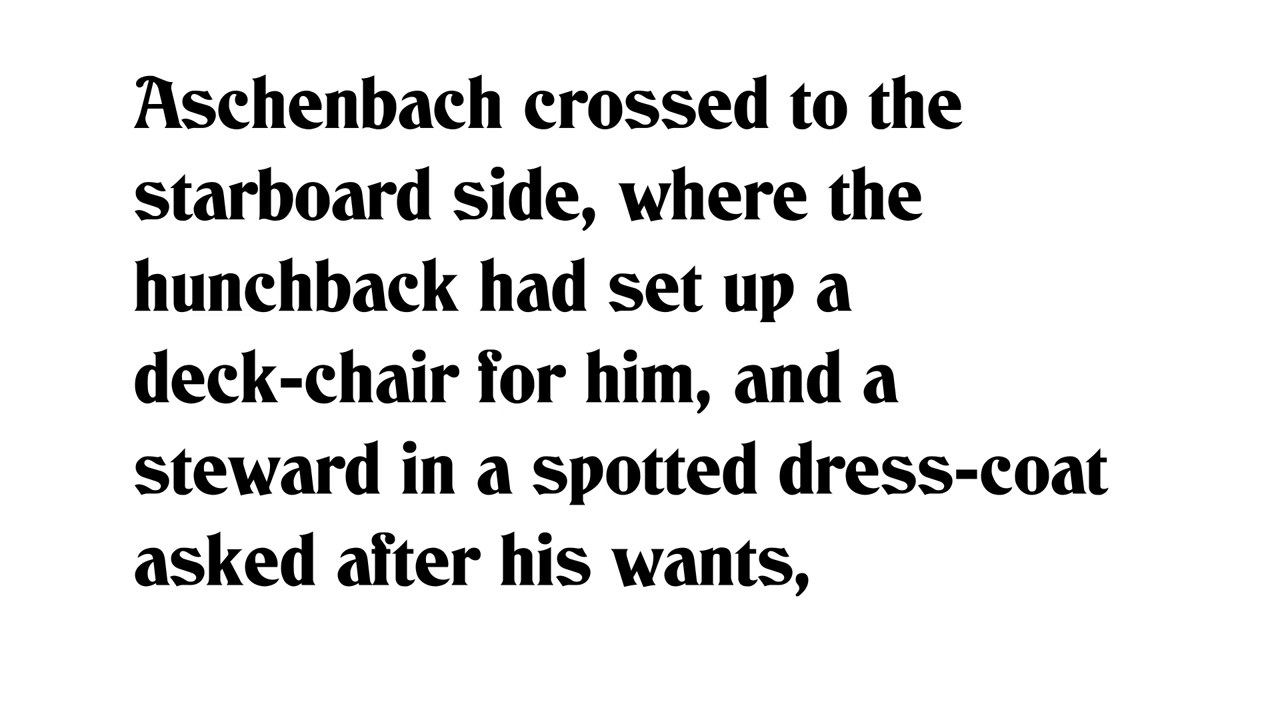 Aschenbach crossed to the
starboard side, where the
hunchback had set up a
deck-chair for him, and a
steward in a spotted dress-coat
asked after his wants,